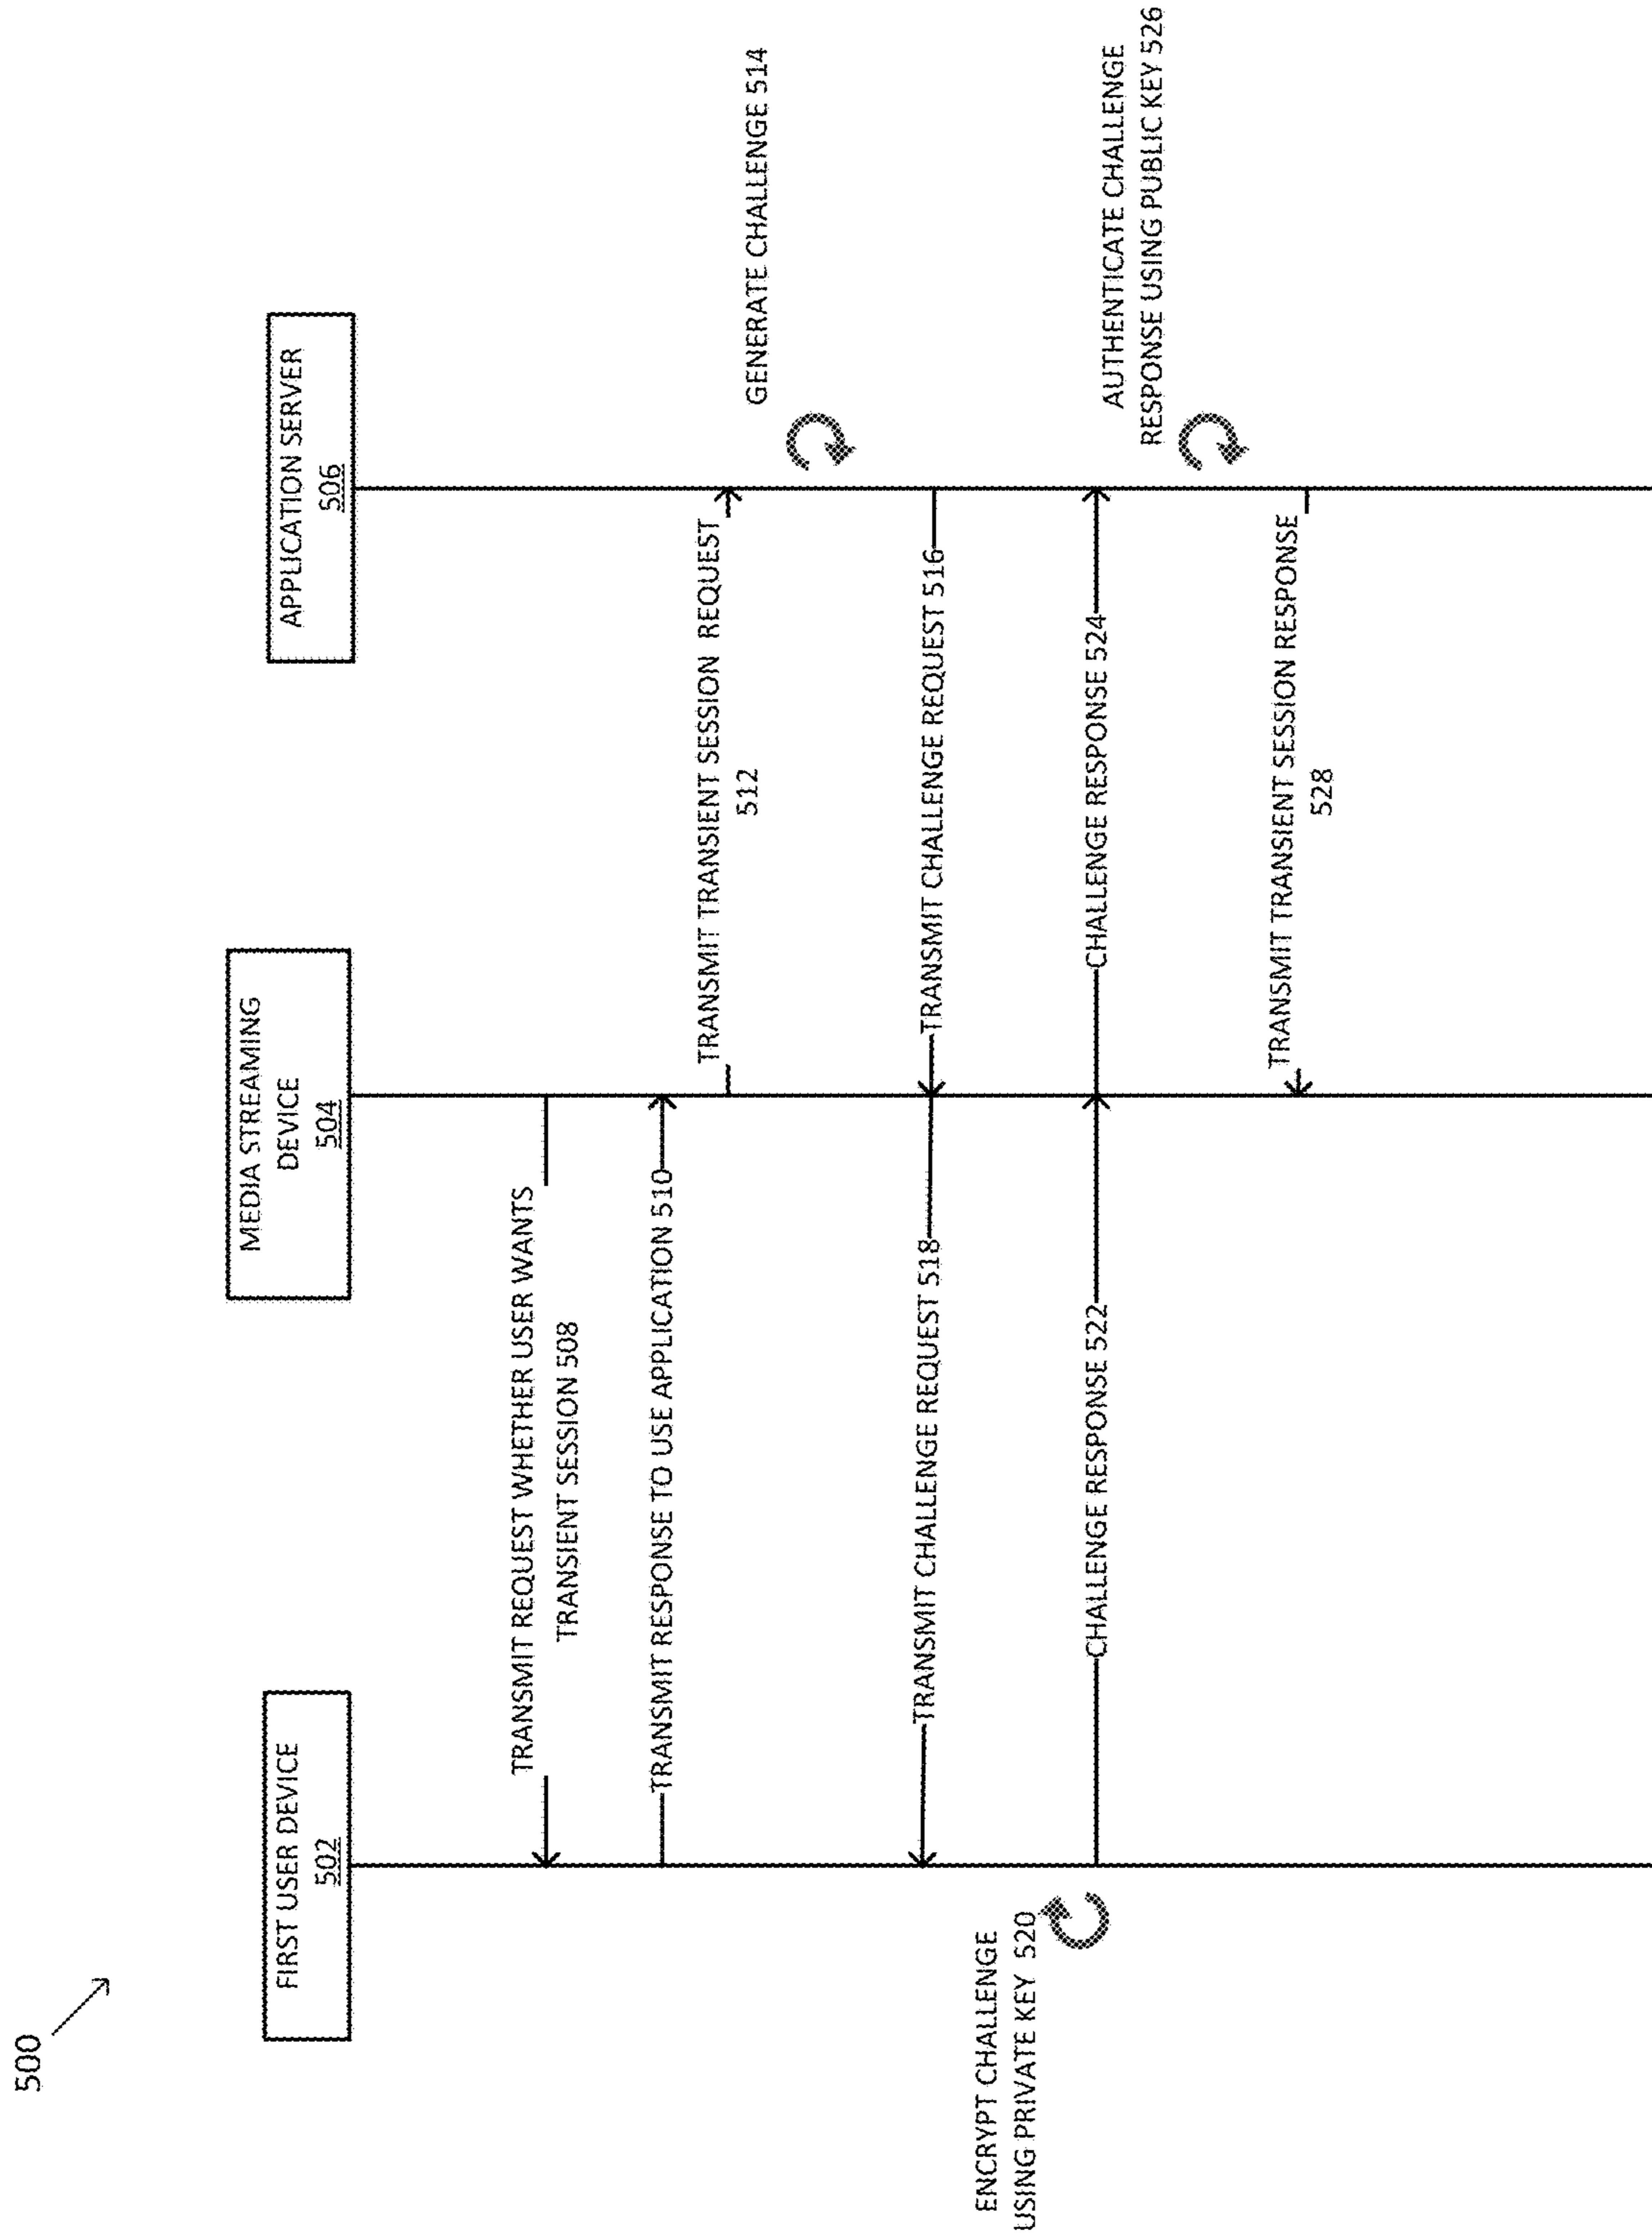 500
FIRST USER DEVICE
502
MEDIA STREAMING
DEVICE
504
APPLICATION SERVER
506
TRANSMIT REQUEST WHETHER USER WANTS
TRANSIENT SESSION 508
TRANSMIT RESPONSE TO USE APPLICATION 510
TRANSMIT TRANSIENT SESSION REQUEST
512
GENERATE CHALLENGE 514
TRANSMIT CHALLENGE REQUEST 516
TRANSMIT CHALLENGE REQUEST 518
ENCRYPT CHALLENGE
USING PRIVATE KEY 520
CHALLENGE RESPONSE 522
CHALLENGE RESPONSE 524
AUTHENTICATE CHALLENGE
RESPONSE USING PUBLIC KEY 526
TRANSMIT TRANSIENT SESSION RESPONSE
528